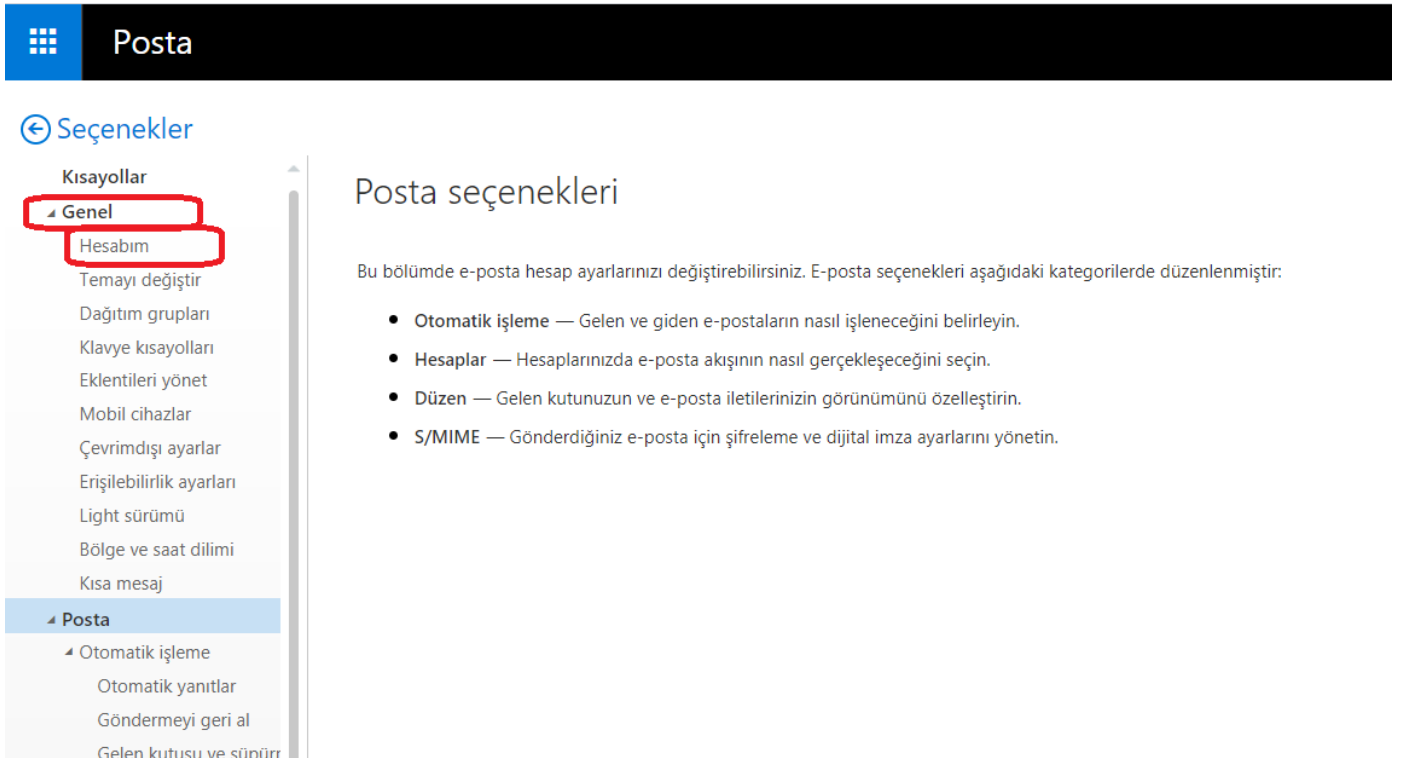 Posta
Seçenekler
Kısayollar
Genel
Hesabım
Temayı değiştir
Dağıtım grupları
Klavye kısayolları
Eklentileri yönet
Mobil cihazlar
Çevrimdışı ayarlar
Erişilebilirlik ayarları
Light sürümü
Bölge ve saat dilimi
Kısa mesaj
Posta
Otomatik işleme
Otomatik yanıtlar
Göndermeyi geri al
Gelen kutusu ve süpürr
Posta seçenekleri
Bu bölümde e-posta hesap ayarlarınızı değiştirebilirsiniz. E-posta seçenekleri aşağıdaki kategorilerde düzenlenmiştir:
• Otomatik işleme — Gelen ve giden e-postaların nasıl işleneceğini belirleyin.
• Hesaplar — Hesaplarınızda e-posta akışının nasıl gerçekleşeceğini seçin.
• Düzen — Gelen kutunuzun ve e-posta iletilerinizin görünümünü özelleştirin.
• S/MIME — Gönderdiğiniz e-posta için şifreleme ve dijital imza ayarlarını yönetin.